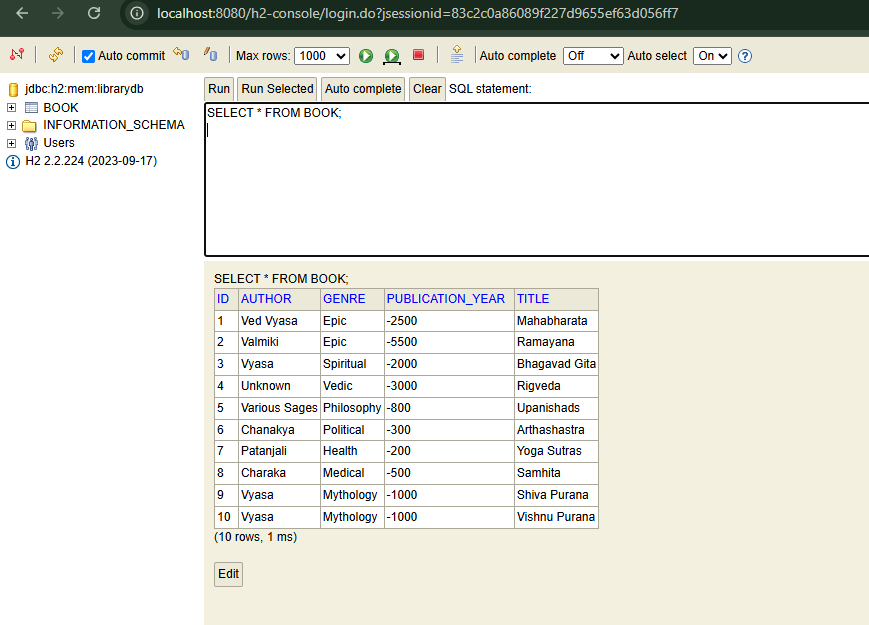 localhost:8080/h2-console/login.do?jsessionid=83c2c0a86089f227d9655ef63d056ff7
Auto commit Max rows: 1000 Auto complete Off Auto select On ?
jdbc:h2:mem:librarydb
BOOK
INFORMATION_SCHEMA
Users
H2 2.2.224 (2023-09-17)
Run Run Selected Auto complete Clear SQL statement:
SELECT * FROM BOOK;
SELECT * FROM BOOK;
ID AUTHOR GENRE PUBLICATION_YEAR TITLE
1 Ved Vyasa Epic -2500 Mahabharata
2 Valmiki Epic -5500 Ramayana
3 Vyasa Spiritual -2000 Bhagavad Gita
4 Unknown Vedic -3000 Rigveda
5 Various Sages Philosophy -800 Upanishads
6 Chanakya Political -300 Arthashastra
7 Patanjali Health -200 Yoga Sutras
8 Charaka Medical -500 Samhita
9 Vyasa Mythology -1000 Shiva Purana
10 Vyasa Mythology -1000 Vishnu Purana
(10 rows, 1 ms)
Edit